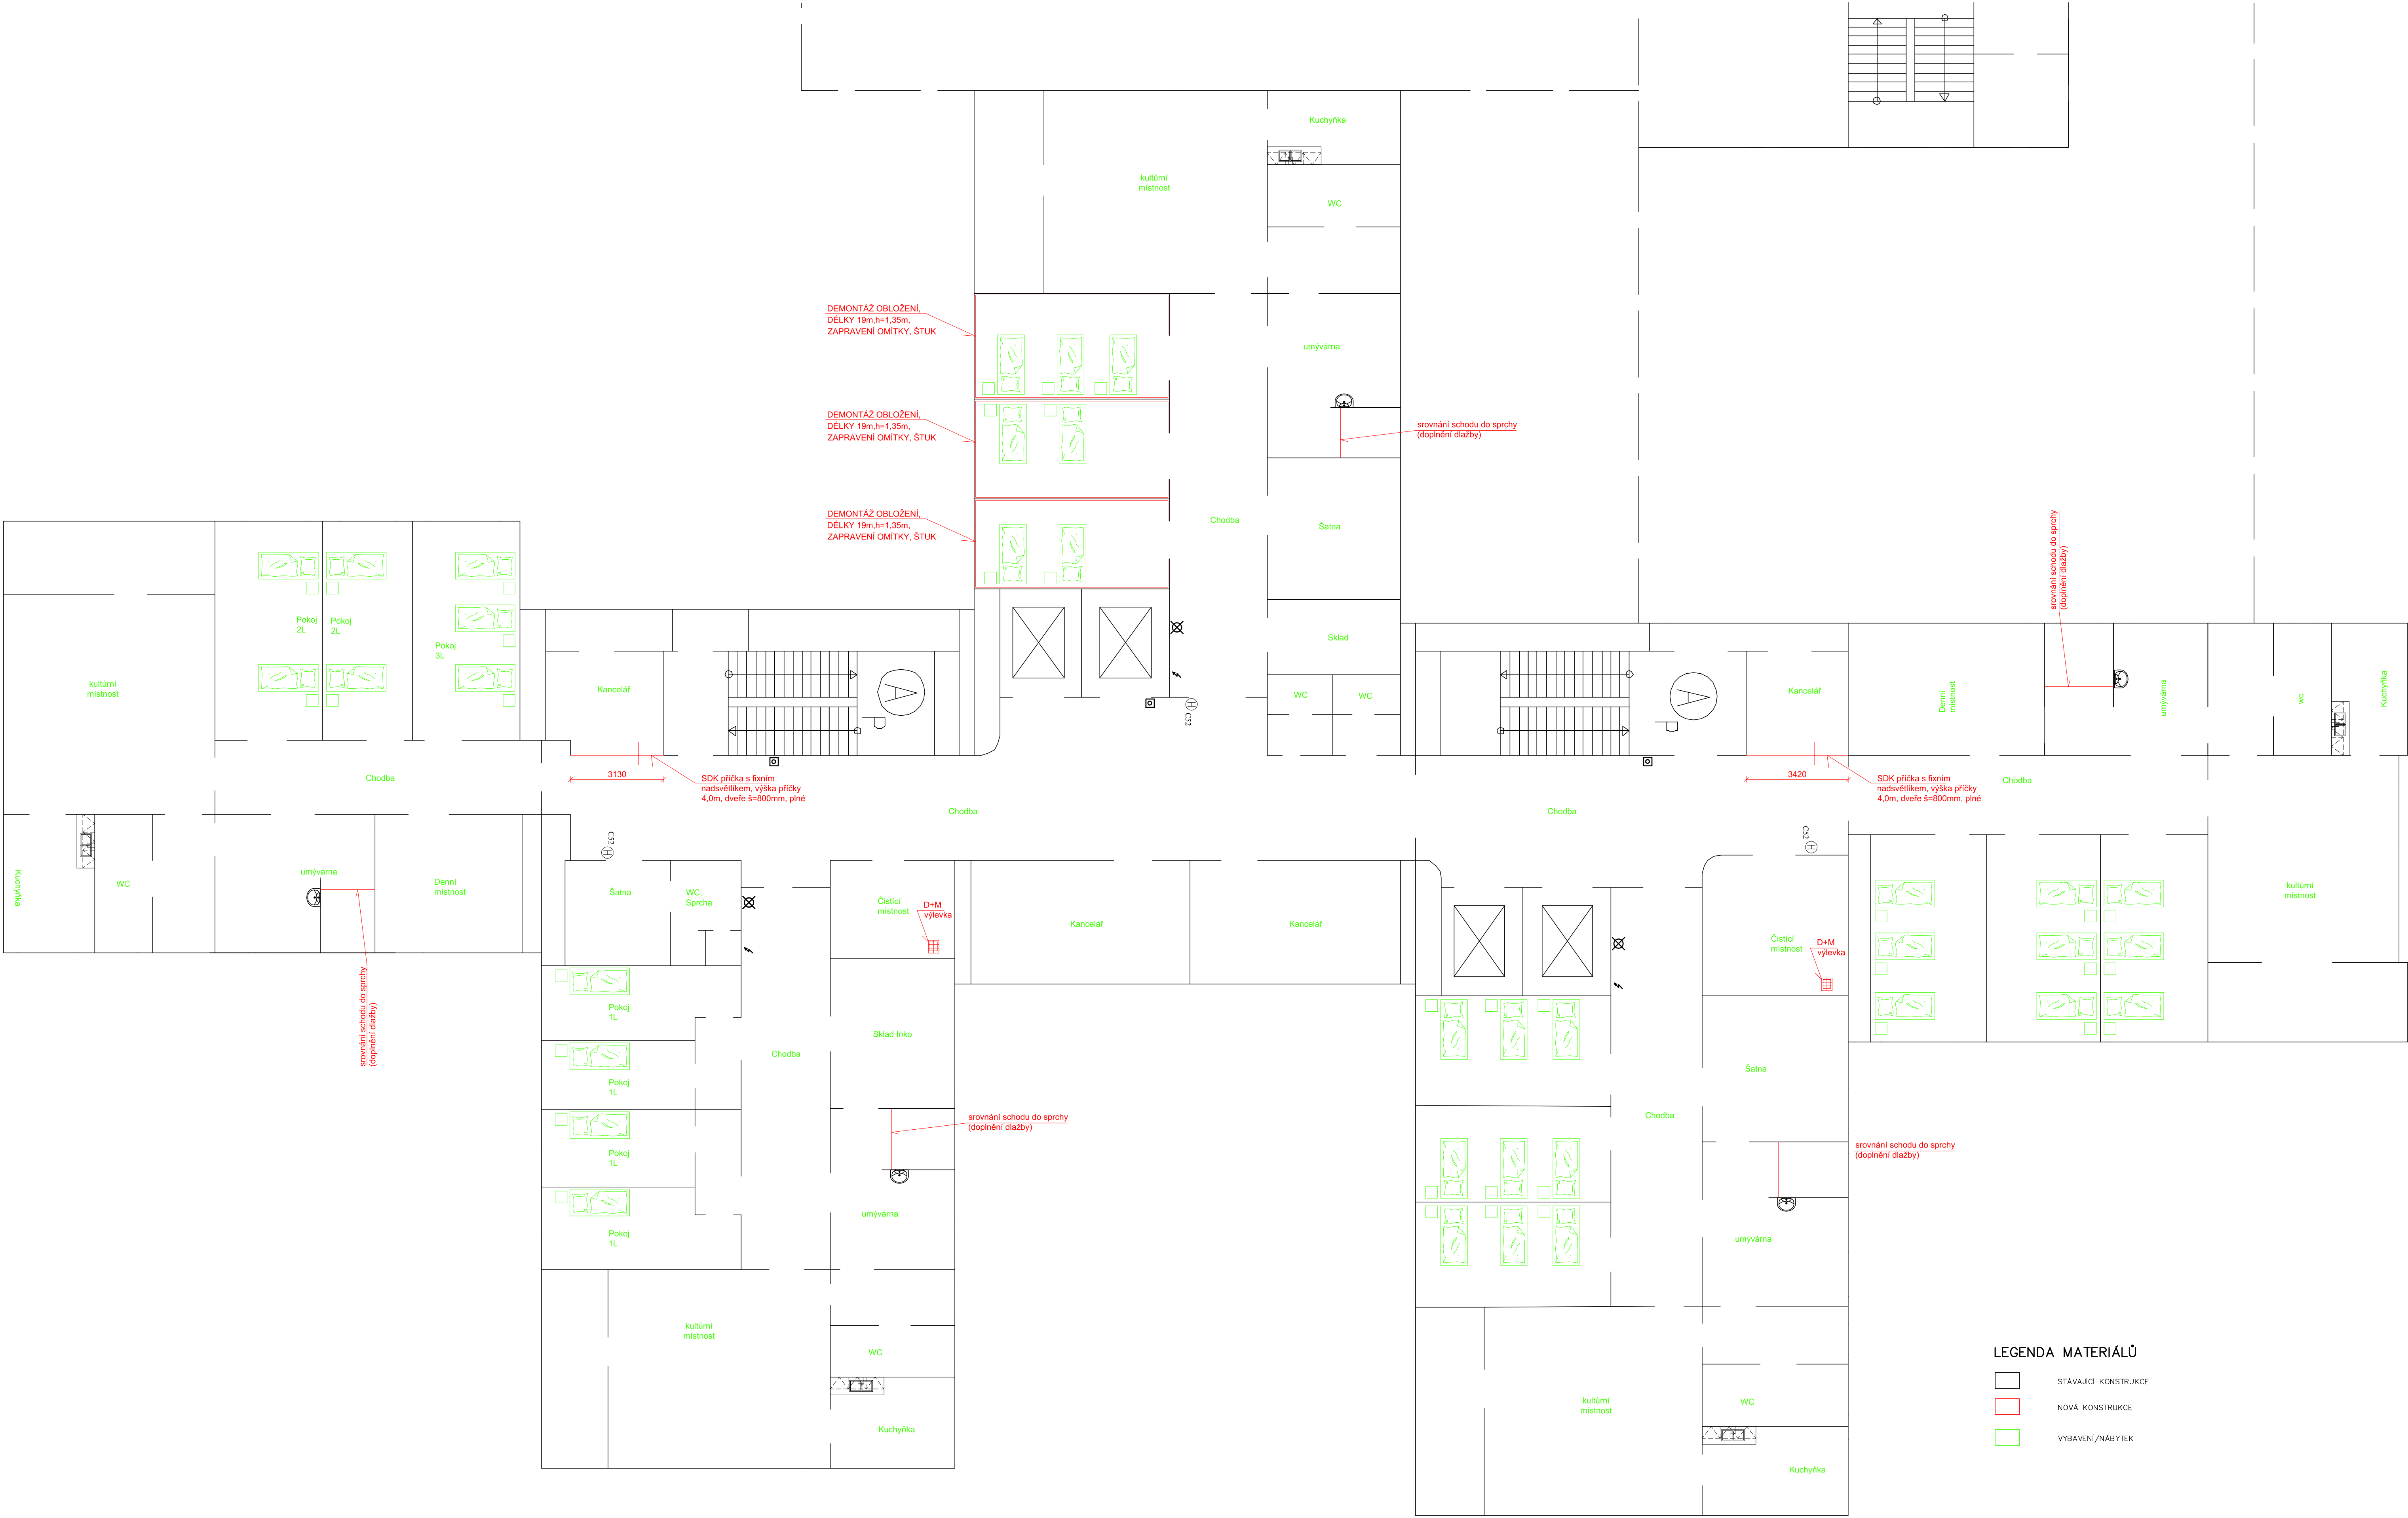 Kuchyňka
kultúrní
místnost
WC
DEMONTÁŽ OBLOŽENÍ,
DÉLKY 19m,h=1,35m,
ZAPRAVENÍ OMÍTKY, ŠTUK
umývárna
DEMONTÁŽ OBLOŽENÍ,
DÉLKY 19m,h=1,35m,
ZAPRAVENÍ OMÍTKY, ŠTUK
srovnání schodu do sprchy
(doplnění dlažby)
DEMONTÁŽ OBLOŽENÍ,
DÉLKY 19m,h=1,35m,
ZAPRAVENÍ OMÍTKY, ŠTUK
Chodba
Šatna
srovnání schodu do sprchy
(doplnění dlažby)
Pokoj
2L
Pokoj
2L
Pokoj
3L
Sklad
kultúrní
místnost
Kancelář
A
H
C52
WC
WC
A
Kancelář
Denní
místnost
umývárna
wc
Kuchyňka
Chodba
3130
SDK příčka s fixním
nadsvětlíkem, výška příčky
4,0m, dveře š=800mm, plné
3420
SDK příčka s fixním
nadsvětlíkem, výška příčky
4,0m, dveře š=800mm, plné
Chodba
Chodba
Chodba
C52
H
C52
H
Kuchyňka
WC
umývárna
Denní
místnost
Šatna
WC,
Sprcha
Čistící
místnost
D+M
výlevka
Kancelář
Kancelář
Čistící
místnost
D+M
výlevka
kultúrní
místnost
srovnání schodu do sprchy
(doplnění dlažby)
Pokoj
1L
Chodba
Sklad Inko
Pokoj
1L
Šatna
Chodba
srovnání schodu do sprchy
(doplnění dlažby)
Pokoj
1L
srovnání schodu do sprchy
(doplnění dlažby)
Pokoj
1L
umývárna
umývárna
kultúrní
místnost
WC
Kuchyňka
kultúrní
místnost
WC
Kuchyňka
LEGENDA MATERIÁLŮ
STÁVAJÍCÍ KONSTRUKCE
NOVÁ KONSTRUKCE
VYBAVENÍ/NÁBYTEK